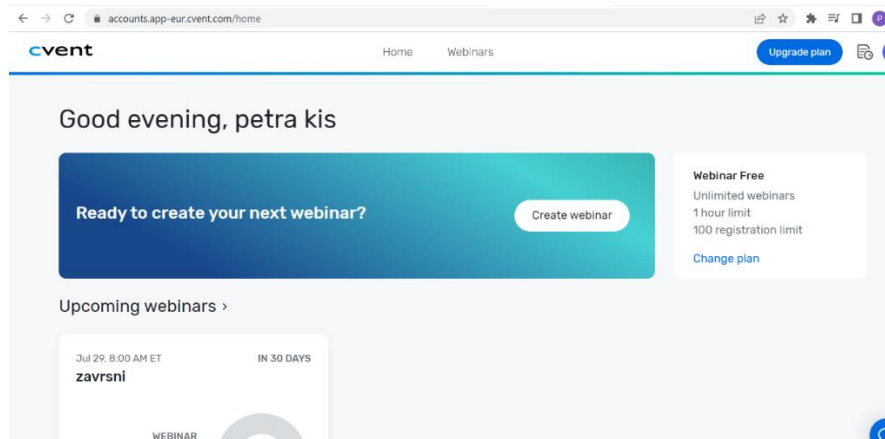 accounts.app-eur.cvent.com/home
P
cvent
Home
Webinars
Upgrade plan
Good evening, petra kis
Ready to create your next webinar?
Create webinar
Webinar Free
Unlimited webinars
1 hour limit
100 registration limit
Change plan
Upcoming webinars ›
Jul 29, 8:00 AM ET
IN 30 DAYS
zavrsni
WEBINAR